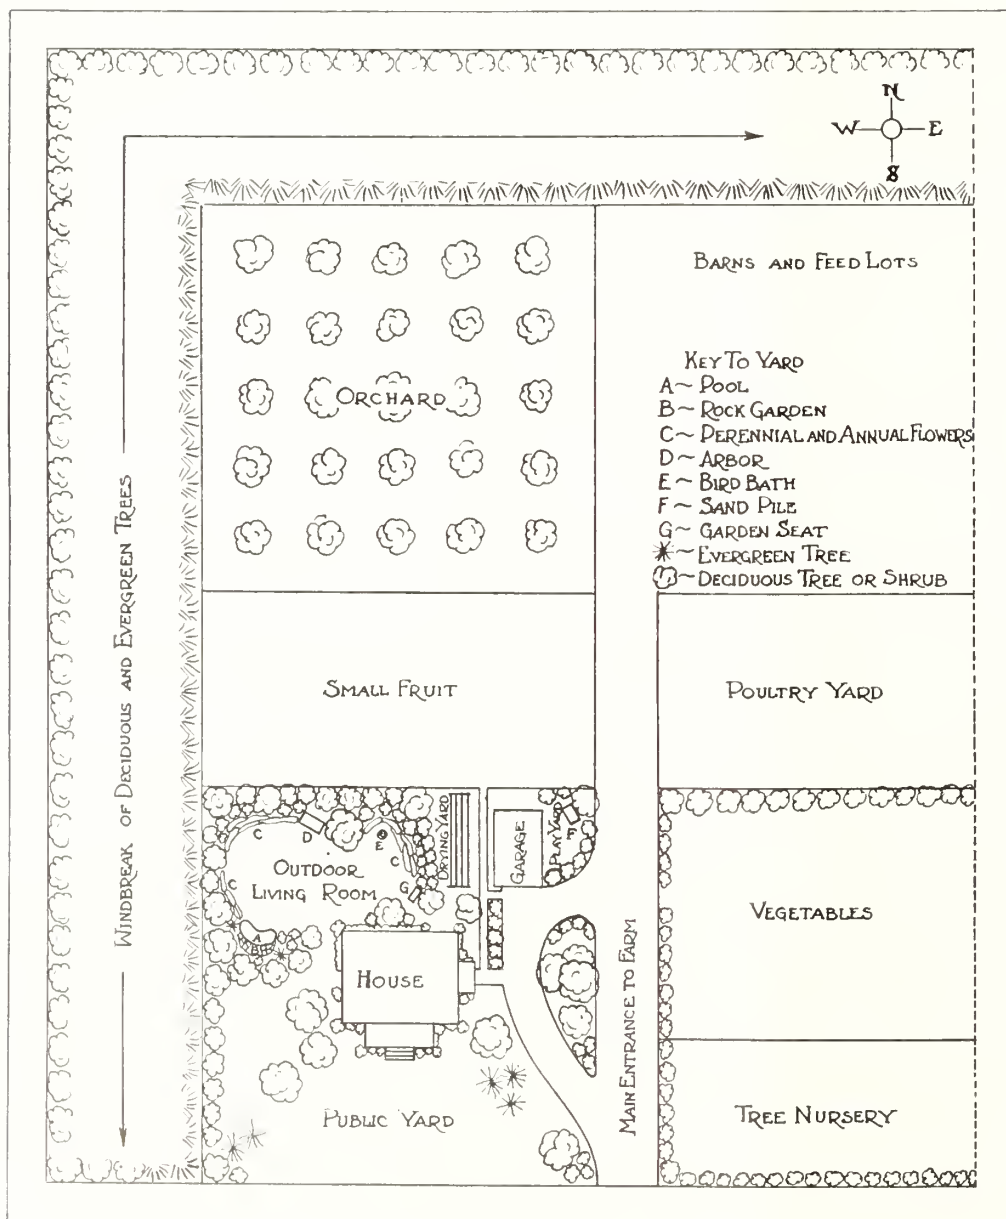 N
W E
S
WINDBREAK OF DECIDUOUS AND EVERGREEN TREES
BARNS AND FEED LOTS
KEY TO YARD
A~ POOL
B~ ROCK GARDEN
C~ PERENNIAL AND ANNUAL FLOWERS
D~ ARBOR
E~ BIRD BATH
F~ SAND PILE
G~ GARDEN SEAT
~EVERGREEN TREE
~DECIDUOUS TREE OR SHRUB
ORCHARD
SMALL FRUIT
POULTRY YARD
C
D
E
C
C
G
A
B
OUTDOOR
LIVING ROOM
DRYING YARD
GARAGE
PLAY YARD
F
VEGETABLES
HOUSE
MAIN ENTRANCE TO FARM
PUBLIC YARD
TREE NURSERY